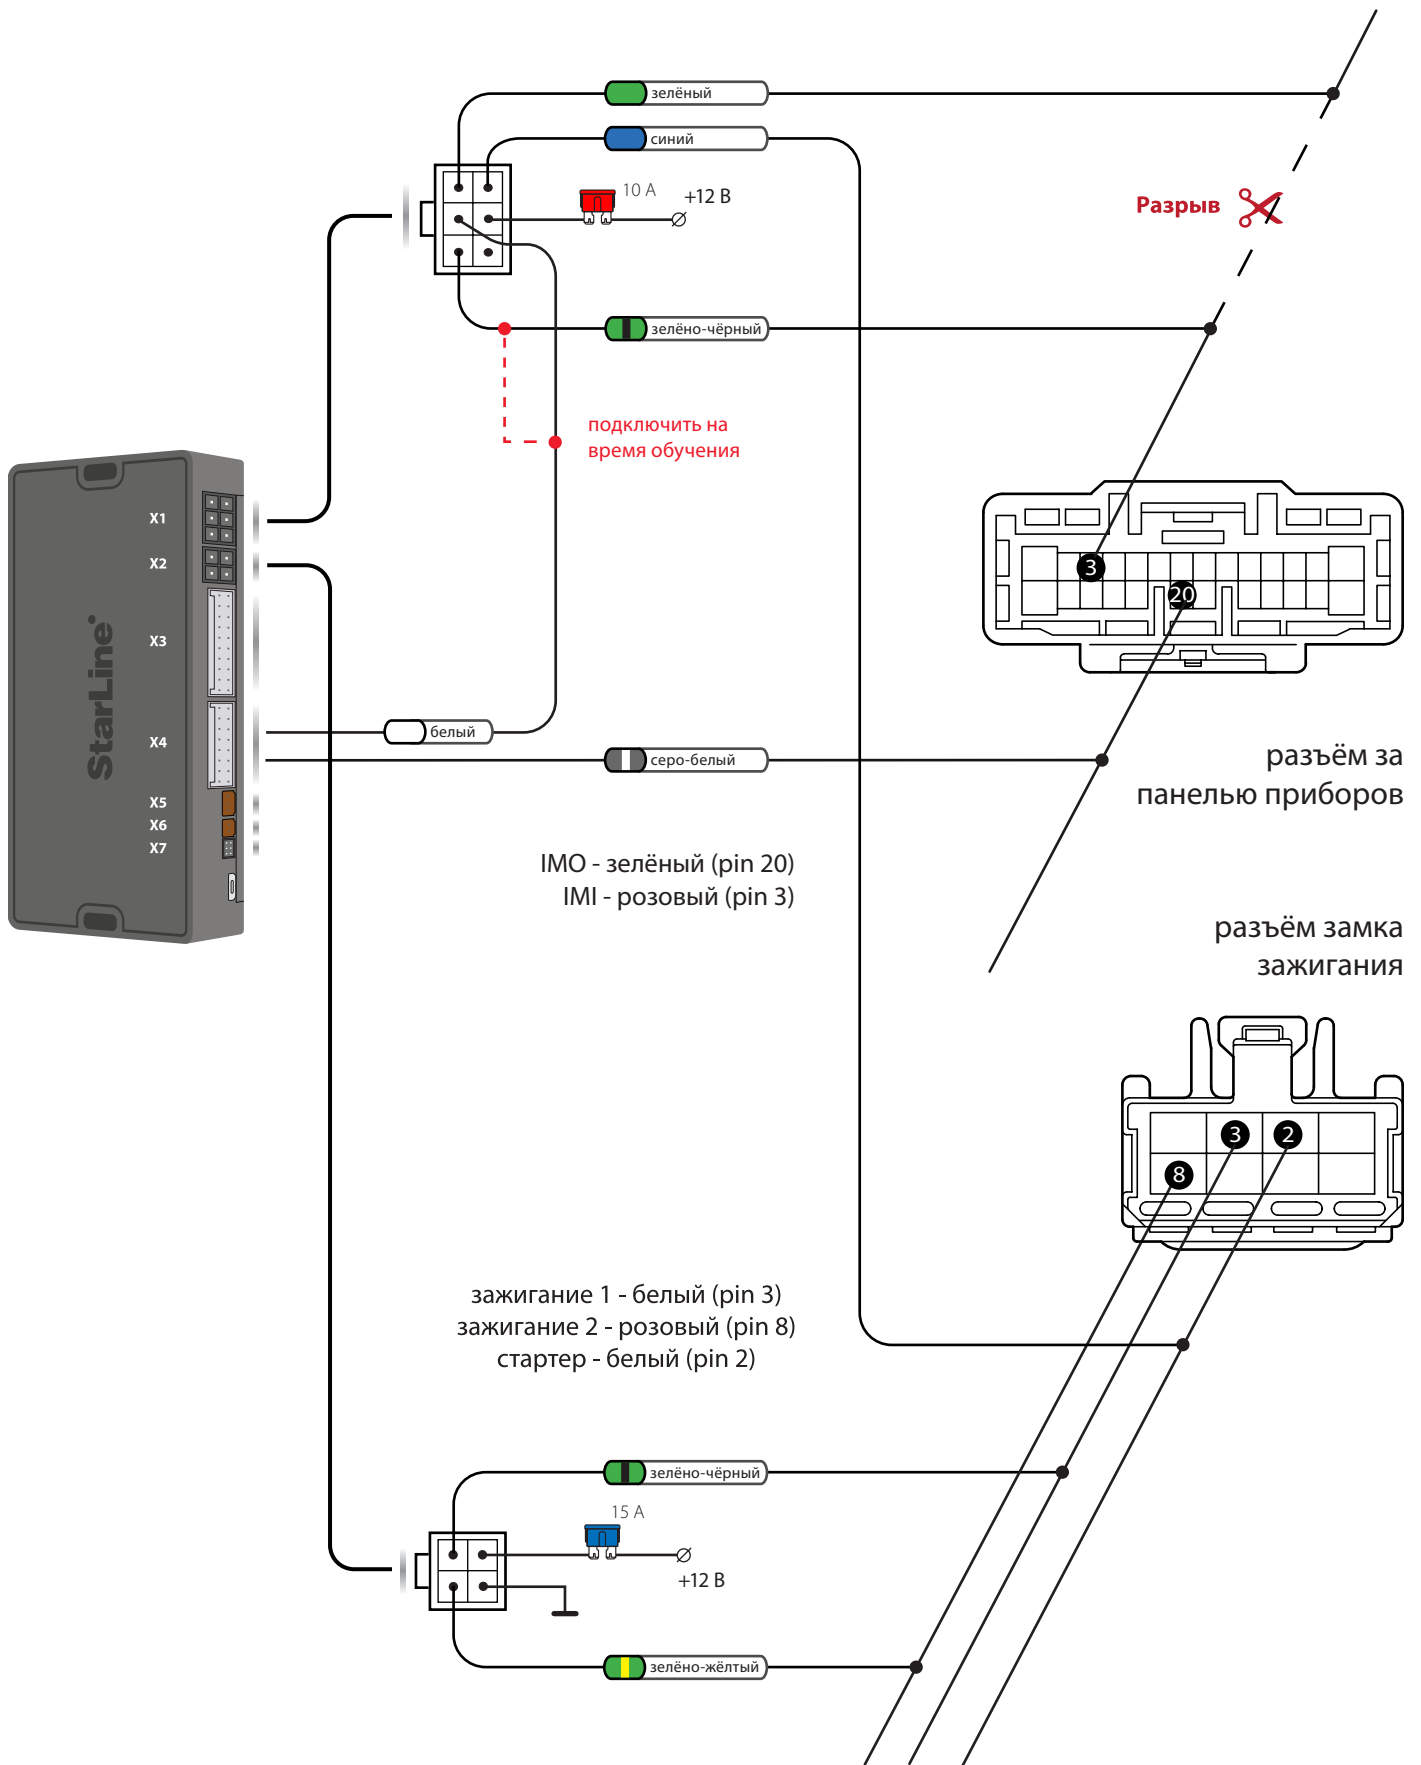 зелёный
синий
10 A
+12 В
Разрыв
зелёно-чёрный
подключить на
время обучения
X1
X2
X3
X4
X5
X6
X7
StarLine
3
20
белый
серо-белый
разъём за
панелью приборов
IMO - зелёный (pin 20)
IMI - розовый (pin 3)
разъём замка
зажигания
3
2
8
зажигание 1 - белый (pin 3)
зажигание 2 - розовый (pin 8)
стартер - белый (pin 2)
зелёно-чёрный
15 A
+12 В
зелёно-жёлтый